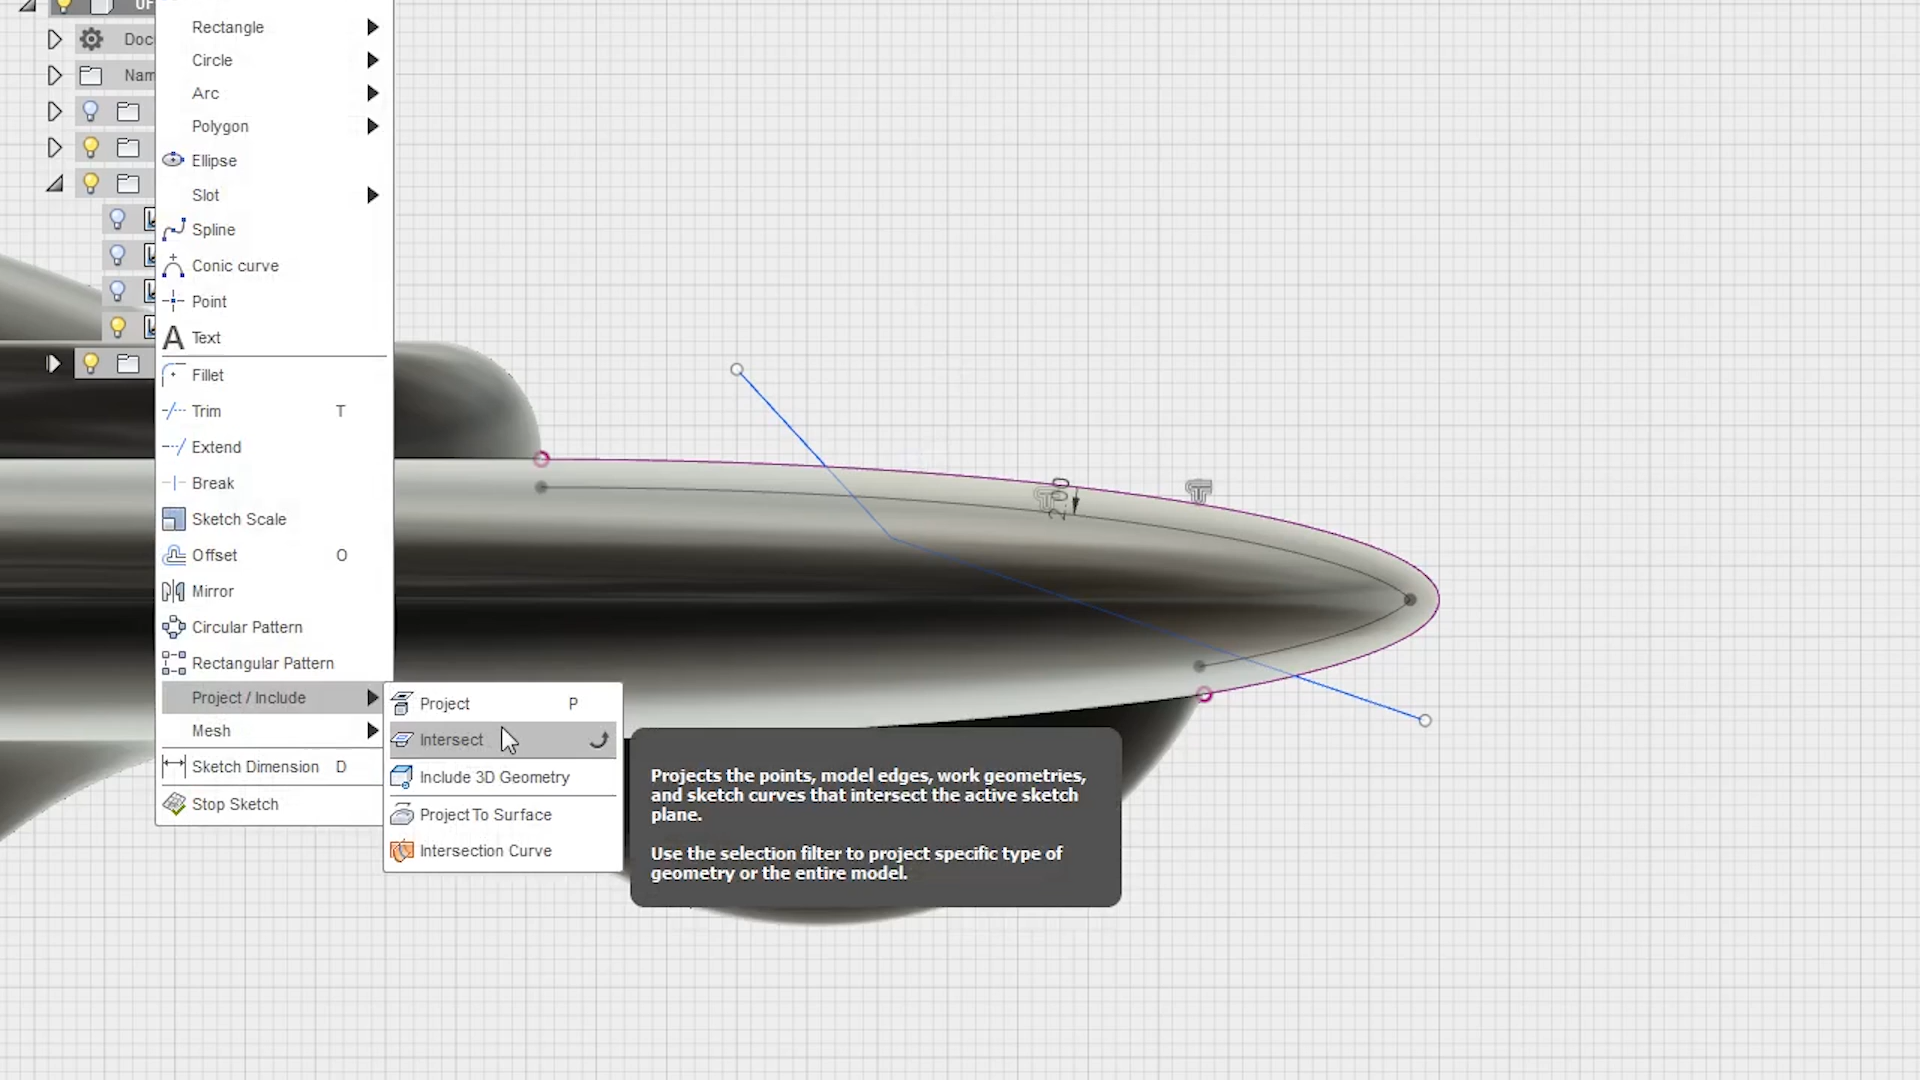 OF
Rectangle
Doc
Circle
Nam
Arc
Polygon
Ellipse
Slot
Spline
Conic curve
Point
A Text
Fillet
Trim T
Extend
Break
Sketch Scale
Offset O
Mirror
Circular Pattern
Rectangular Pattern
Project / Include
Mesh
Sketch Dimension D
Stop Sketch
Project P
Intersect
Include 3D Geometry
Project To Surface
Intersection Curve
Projects the points, model edges, work geometries,
and sketch curves that intersect the active sketch
plane.
Use the selection filter to project specific type of
geometry or the entire model.
2.00